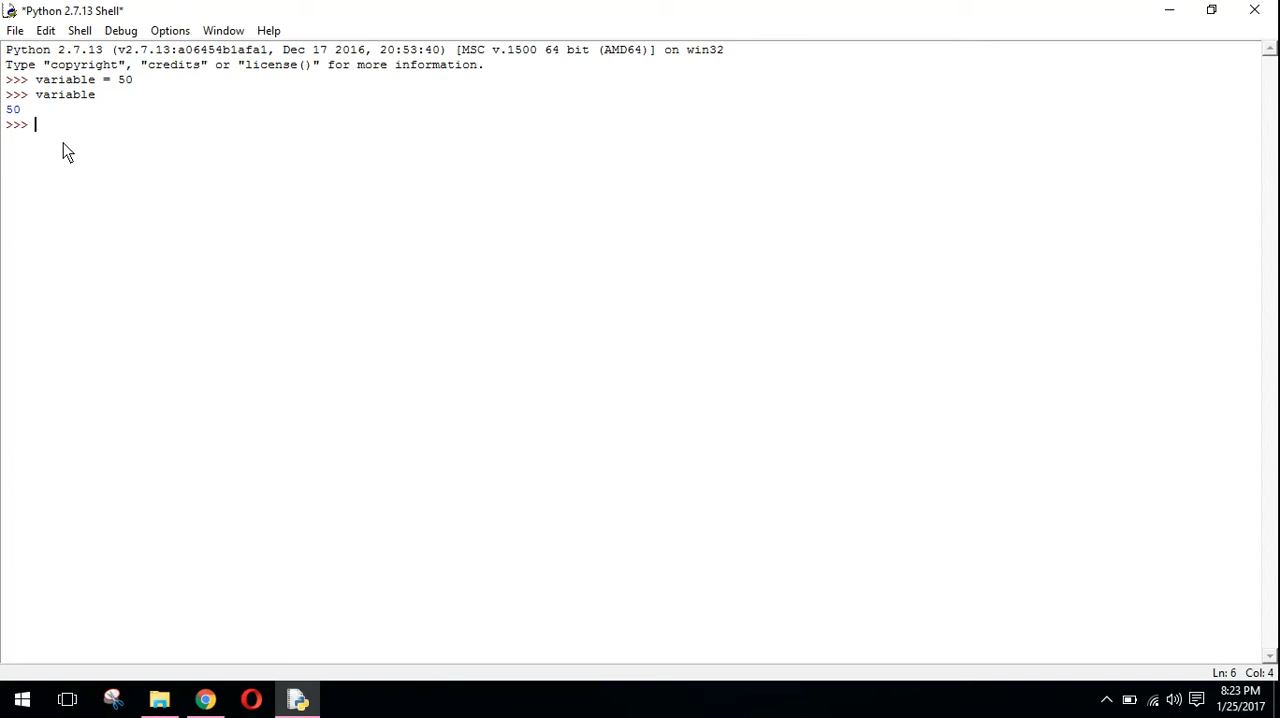 *Python 2.7.13 Shell*
File Edit Shell Debug Options Window Help
Python 2.7.13 (v2.7.13:a06454b1afa1, Dec 17 2016, 20:53:40) [MSC v.1500 64 bit (AMD64)] on win32
Type "copyright", "credits" or "license()" for more information.
>>> variable = 50
>>> variable
50
>>>
Ln: 6 Col: 4
8:23 PM
1/25/2017